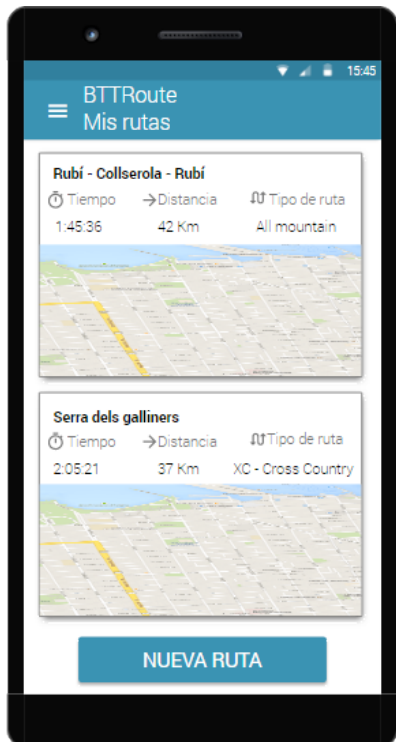 15:45
BTTRoute
Mis rutas
Rubí - Collserola - Rubí
Tiempo Distancia Tipo de ruta
1:45:36 42 Km All mountain
Serra dels galliners
Tiempo Distancia Tipo de ruta
2:05:21 37 Km XC - Cross Country
NUEVA RUTA